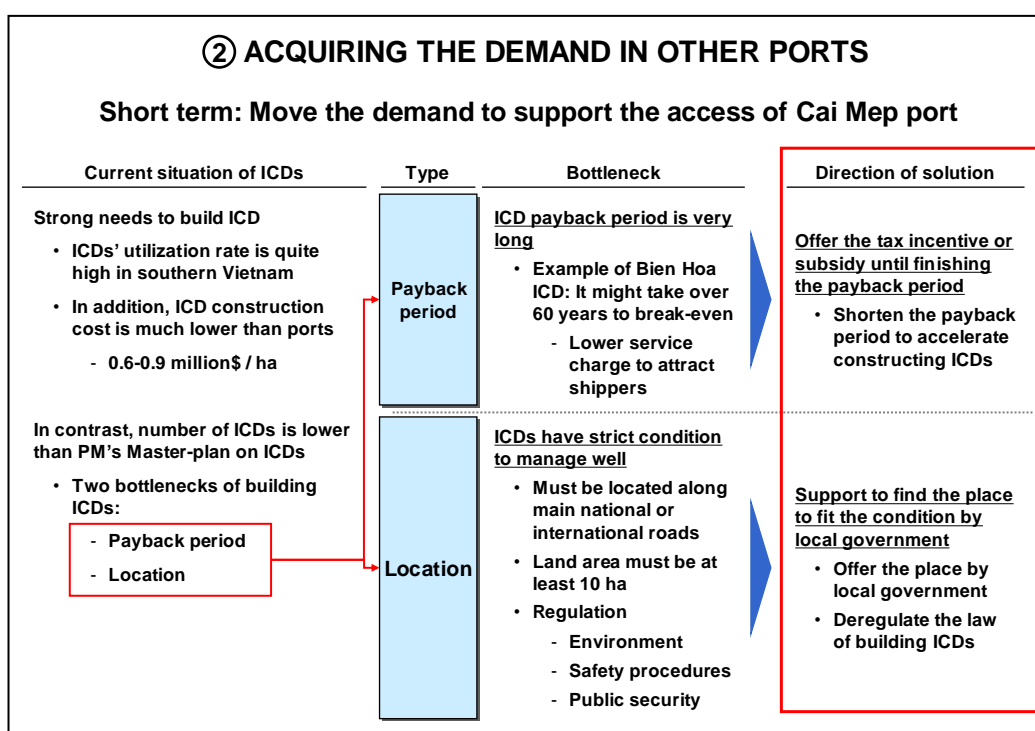 ② ACQUIRING THE DEMAND IN OTHER PORTS
Short term: Move the demand to support the access of Cai Mep port
Current situation of ICDs
Strong needs to build ICD
• ICDs' utilization rate is quite
high in southern Vietnam
• In addition, ICD construction
cost is much lower than ports
- 0.6-0.9 million$ / ha
In contrast, number of ICDs is lower
than PM's Master-plan on ICDs
• Two bottlenecks of building
ICDs:
- Payback period
- Location
Type
Payback
period
Location
Bottleneck
ICD payback period is very
long
• Example of Bien Hoa
ICD: It might take over
60 years to break-even
- Lower service
charge to attract
shippers
ICDs have strict condition
to manage well
• Must be located along
main national or
international roads
• Land area must be at
least 10 ha
• Regulation
- Environment
- Safety procedures
- Public security
Direction of solution
Offer the tax incentive or
subsidy until finishing
the payback period
• Shorten the payback
period to accelerate
constructing ICDs
Support to find the place
to fit the condition by
local government
• Offer the place by
local government
• Deregulate the law
of building ICDs